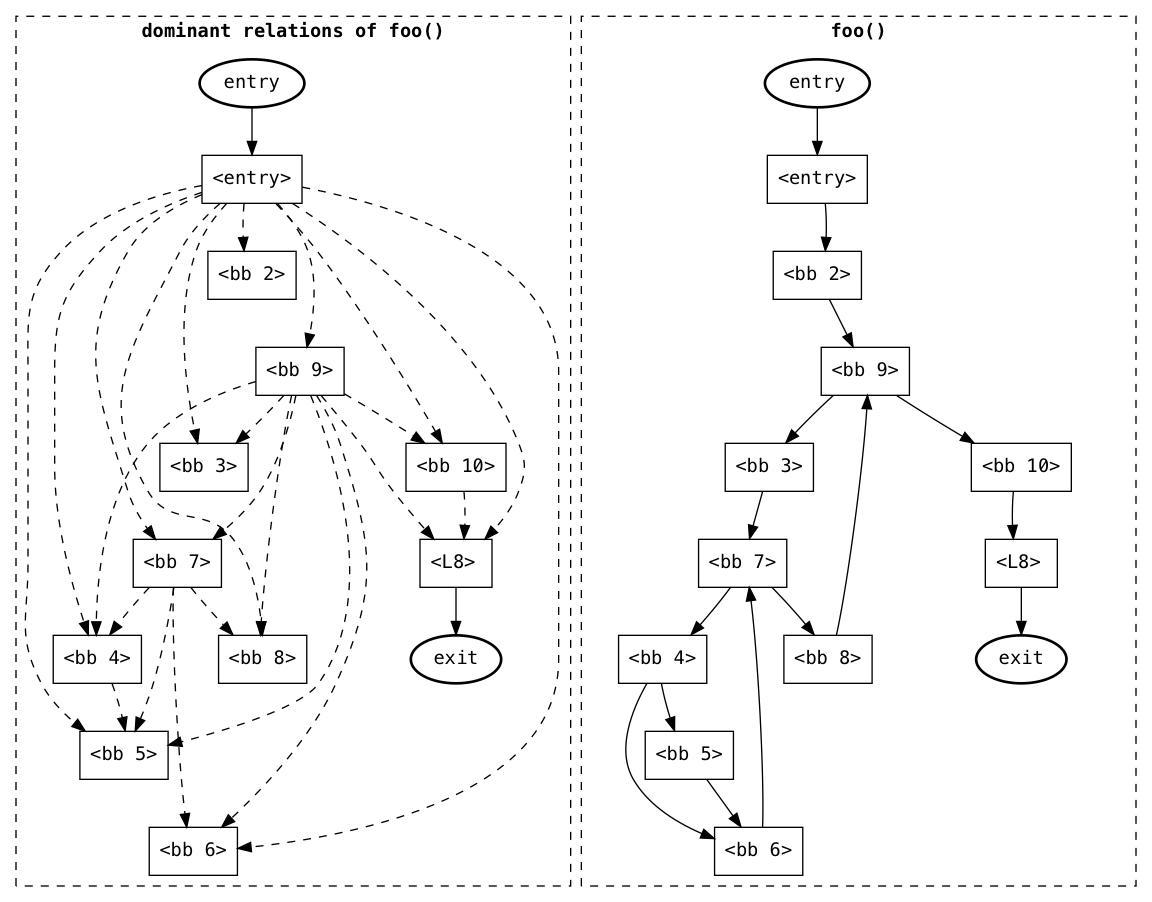 dominant relations of foo()
entry
<entry>
<bb 2>
<bb 9>
<bb 3>
<bb 10>
<bb 7>
<L8>
<bb 4>
<bb 8>
exit
<bb 5>
<bb 6>
foo()
entry
<entry>
<bb 2>
<bb 9>
<bb 3>
<bb 10>
<bb 7>
<L8>
<bb 4>
<bb 8>
exit
<bb 5>
<bb 6>